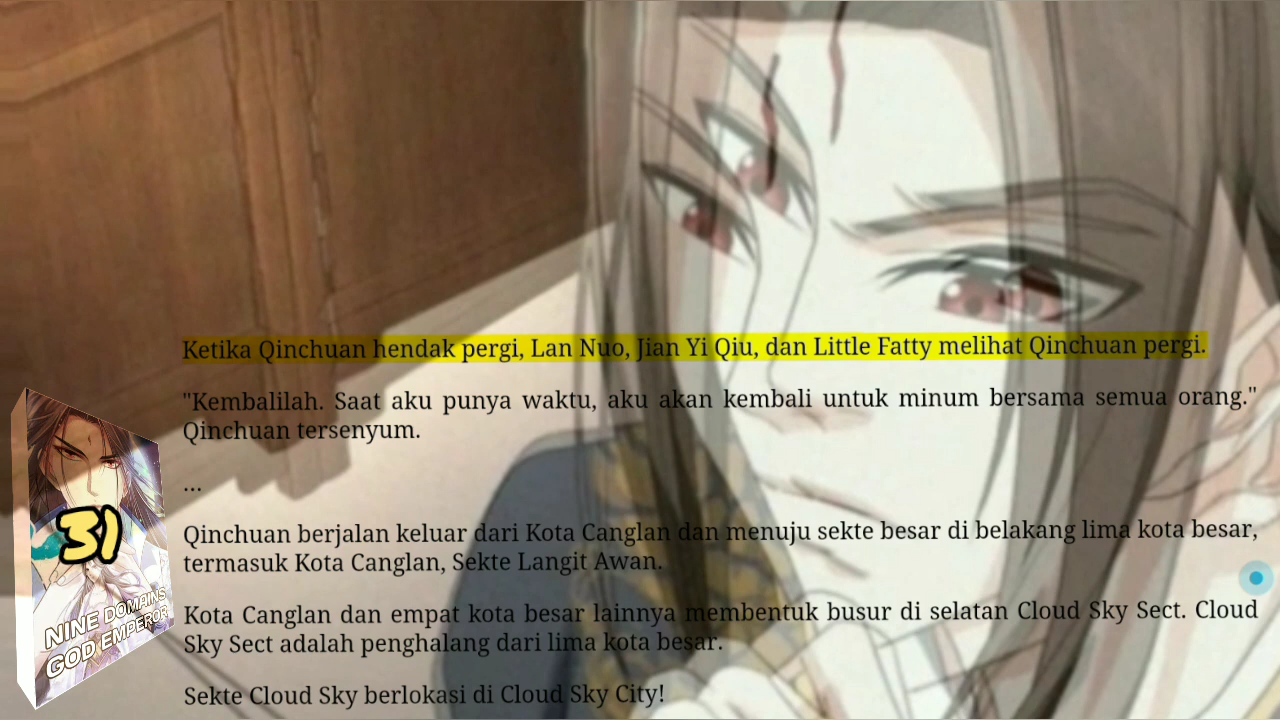 Ketika Qinchuan hendak pergi, Lan Nuo, Jian Yi Qiu, dan Little Fatty melihat Qinchuan pergi.
"Kembalilah. Saat aku punya waktu, aku akan kembali untuk minum bersama semua orang."
Qinchuan tersenyum.
...
Qinchuan berjalan keluar dari Kota Canglan dan menuju sekte besar di belakang lima kota besar,
termasuk Kota Canglan, Sekte Langit Awan.
Kota Canglan dan empat kota besar lainnya membentuk busur di selatan Cloud Sky Sect. Cloud
Sky Sect adalah penghalang dari lima kota besar.
Sekte Cloud Sky berlokasi di Cloud Sky City!
31
NINE DOMAINS
GOD EMPEROR